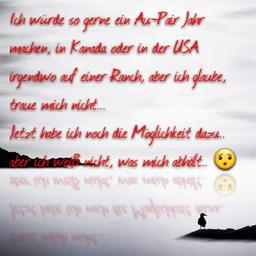 Ich würde so gerne ein Au-Pair Jahr
machen, in Kanada oder in der USA
irgendwo auf einer Ranch, aber ich glaube,
traue mich nicht...
Jetzt habe ich noch die Möglichkeit dazu..
aber ich weiß nicht, was mich abhält.. 😯